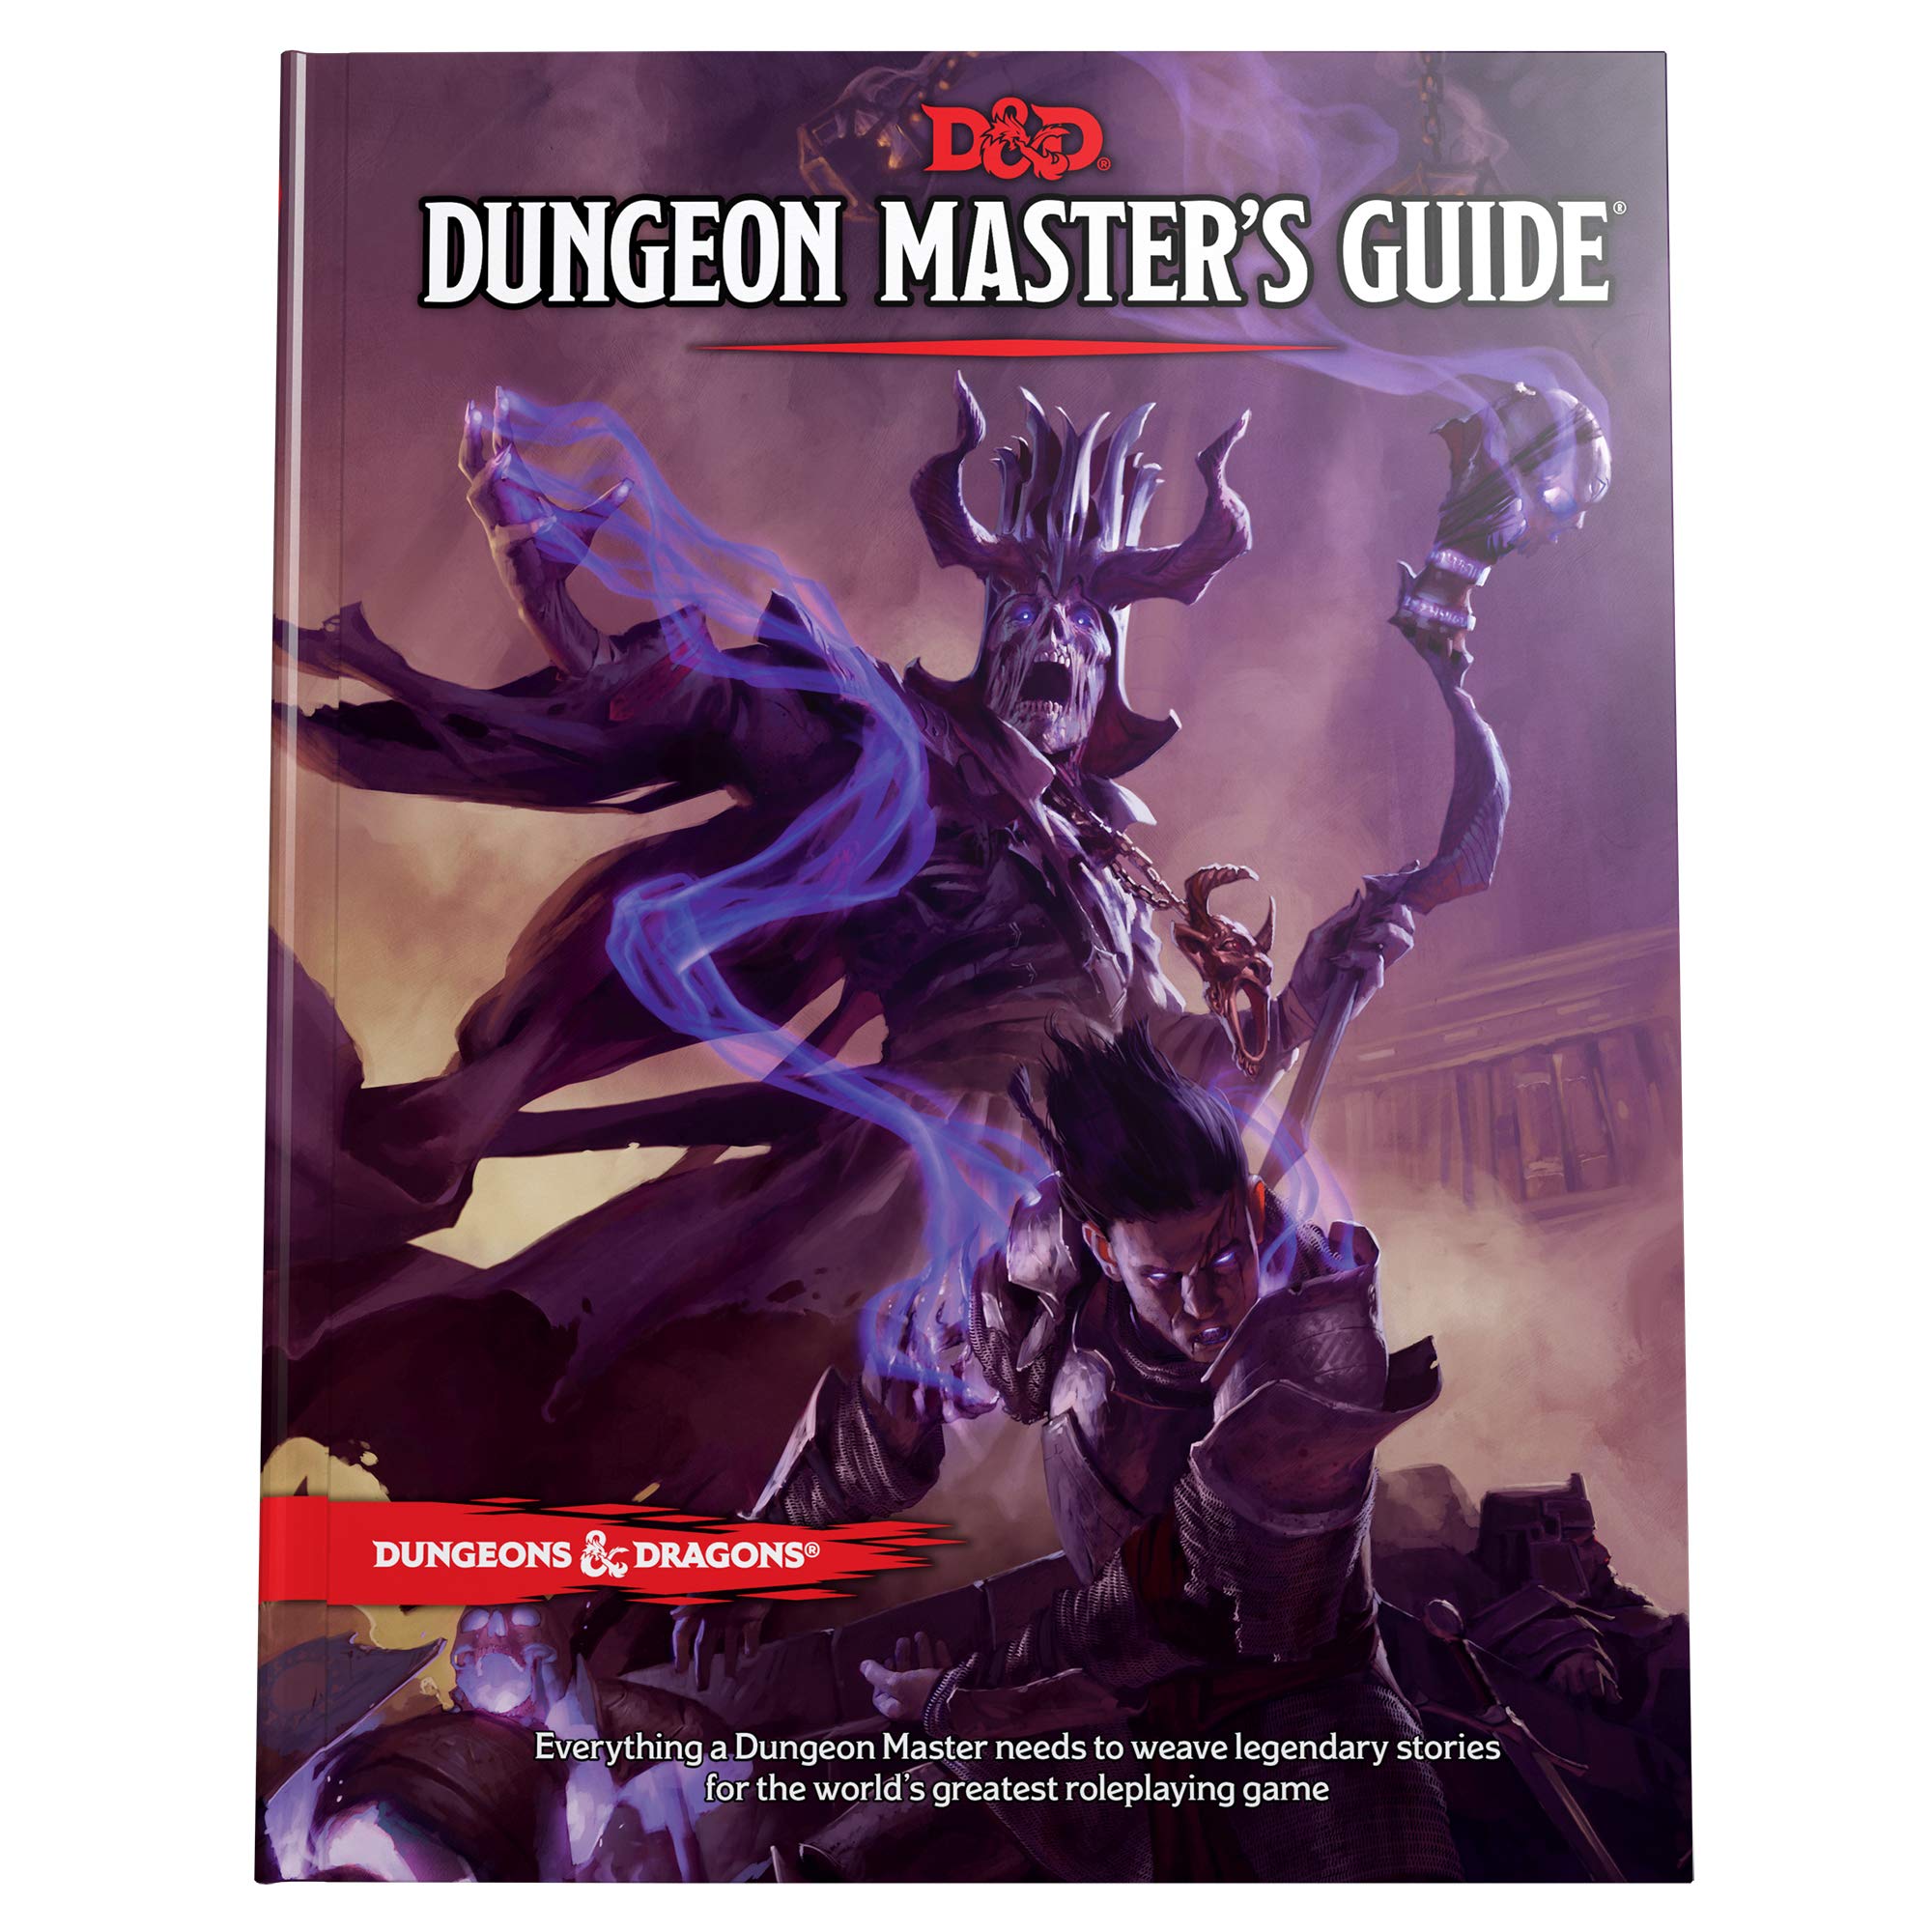 D&D®
DUNGEON MASTER'S GUIDE®
DUNGEONS & DRAGONS®
Everything a Dungeon Master needs to weave legendary stories
for the world's greatest roleplaying game